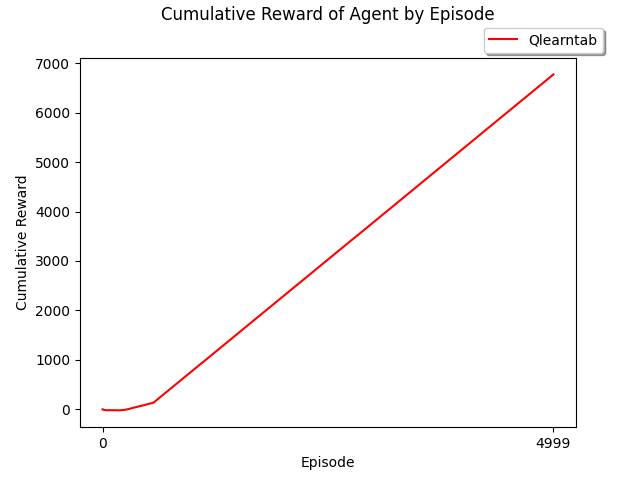 Cumulative Reward of Agent by Episode
Qlearntab
7000
6000
5000
4000
3000
2000
1000
0
Cumulative Reward
0
4999
Episode